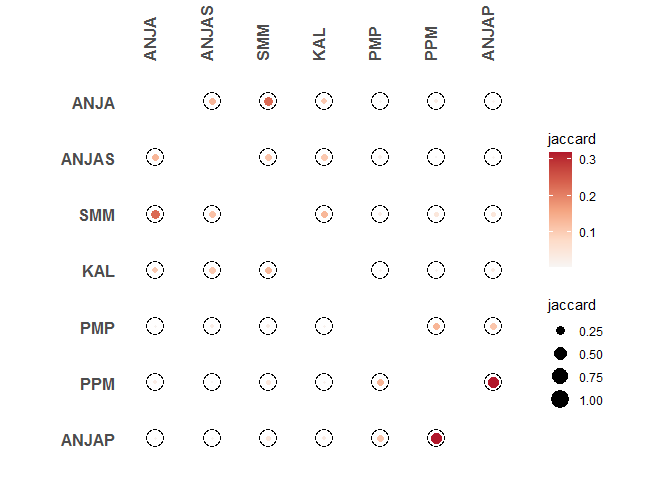 ANJA
ANJAS
SMM
KAL
PMP
PPM
ANJAP
ANJA
ANJAS
SMM
KAL
PMP
PPM
ANJAP
jaccard
0.3
0.2
0.1
jaccard
0.25
0.50
0.75
1.00